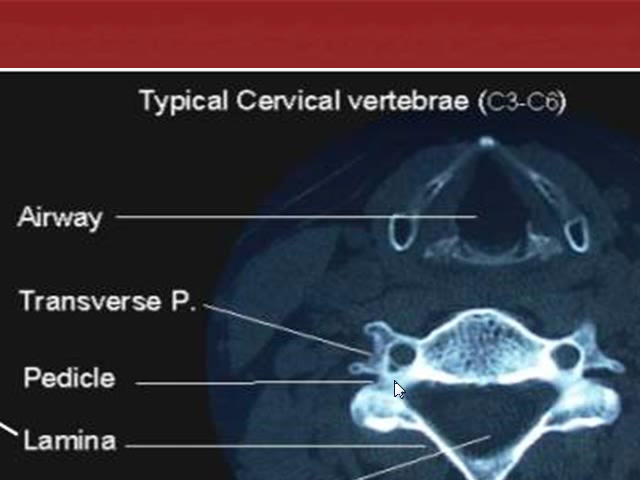 Typical Cervical vertebrae (C3-C6)
Airway
Transverse P.
Pedicle
Lamina